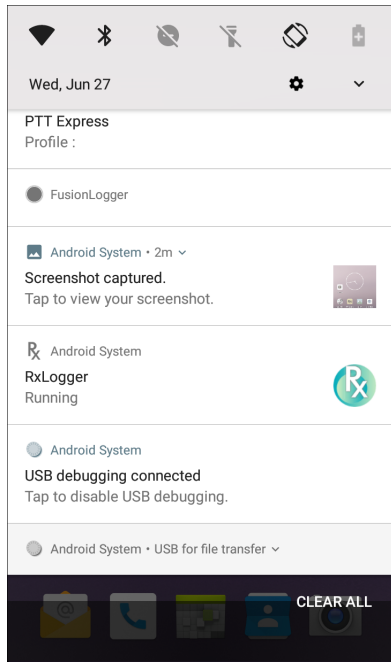 Wed, Jun 27
PTT Express
Profile :
FusionLogger
Android System • 2m
Screenshot captured.
Tap to view your screenshot.
Rx Android System
RxLogger
Running
Rx
Android System
USB debugging connected
Tap to disable USB debugging.
Android System • USB for file transfer
@
CLEAR ALL